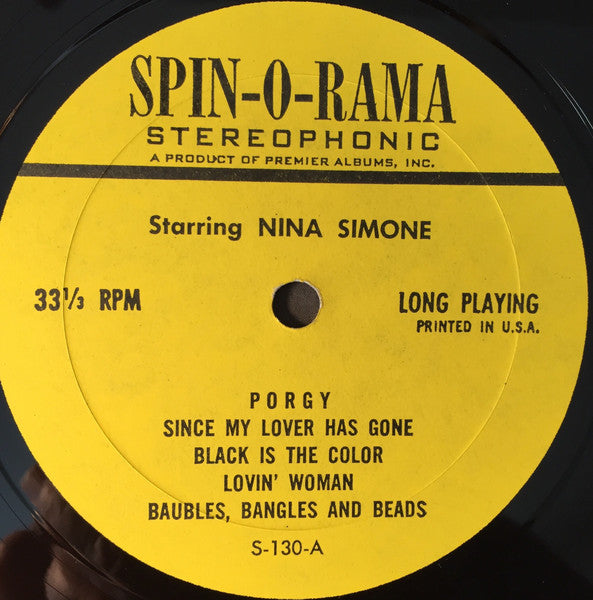 SPIN-O-RAMA
STEREOPHONIC
A PRODUCT OF PREMIER ALBUMS, INC.
Starring NINA SIMONE
33⅓ RPM
LONG PLAYING
PRINTED IN U.S.A.
PORGY
SINCE MY LOVER HAS GONE
BLACK IS THE COLOR
LOVIN' WOMAN
BAUBLES, BANGLES AND BEADS
S-130-A